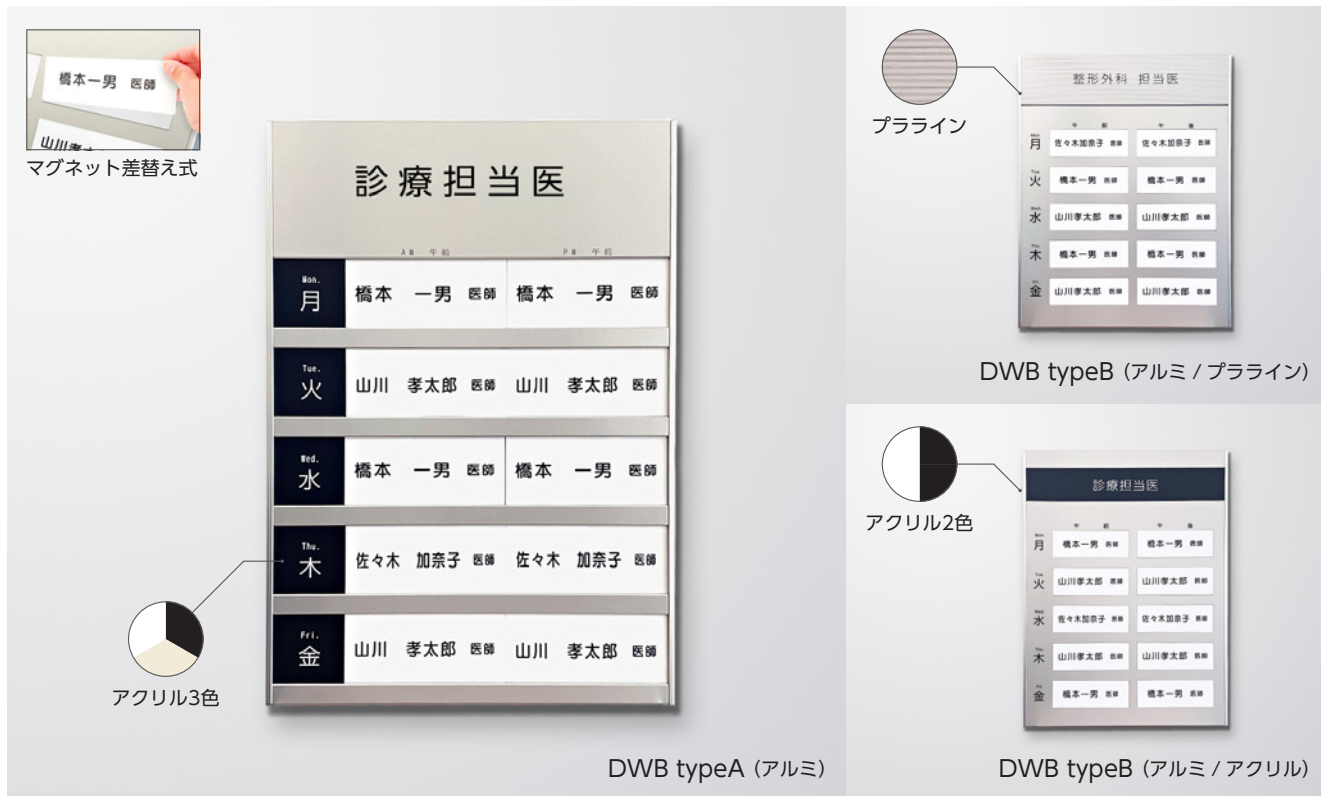 橋本一男 医師
マグネット差替え式
診療担当医
AM 午前 PM 午前
Mon.
月 橋本 一男 医師 橋本 一男 医師
Tue.
火 山川 孝太郎 医師 山川 孝太郎 医師
Wed.
水 橋本 一男 医師 橋本 一男 医師
Thu.
木 佐々木 加奈子 医師 佐々木 加奈子 医師
Fri.
金 山川 孝太郎 医師 山川 孝太郎 医師
アクリル3色
DWB typeA（アルミ）
プラライン
整形外科 担当医
午 前 午 後
Mon.
月 佐々木加奈子 医師 佐々木加奈子 医師
Tue.
火 橋本一男 医師 橋本一男 医師
Wed.
水 山川孝太郎 医師 山川孝太郎 医師
Thu.
木 橋本一男 医師 橋本一男 医師
金 山川孝太郎 医師 山川孝太郎 医師
DWB typeB（アルミ / プラライン）
アクリル2色
診療担当医
午 前 午 後
月 橋本一男 医師 橋本一男 医師
火 山川孝太郎 医師 山川孝太郎 医師
水 佐々木加奈子 医師 佐々木加奈子 医師
木 山川孝太郎 医師 山川孝太郎 医師
金 橋本一男 医師 橋本一男 医師
DWB typeB（アルミ / アクリル）